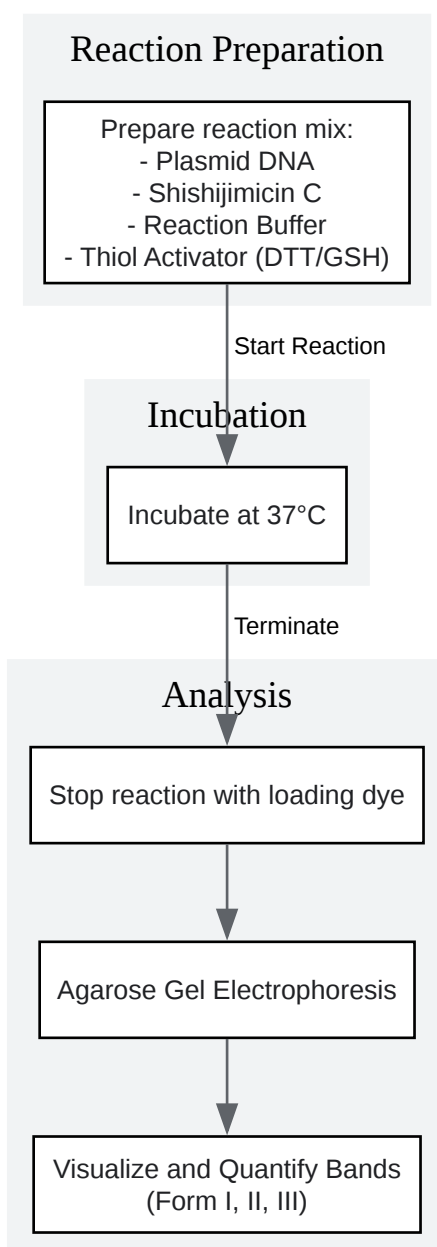 Reaction Preparation
Prepare reaction mix:
- Plasmid DNA
- Shishijimicin C
- Reaction Buffer
- Thiol Activator (DTT/GSH)
Start Reaction
Incubation
Incubate at 37°C
Terminate
Analysis
Stop reaction with loading dye
Agarose Gel Electrophoresis
Visualize and Quantify Bands
(Form I, II, III)